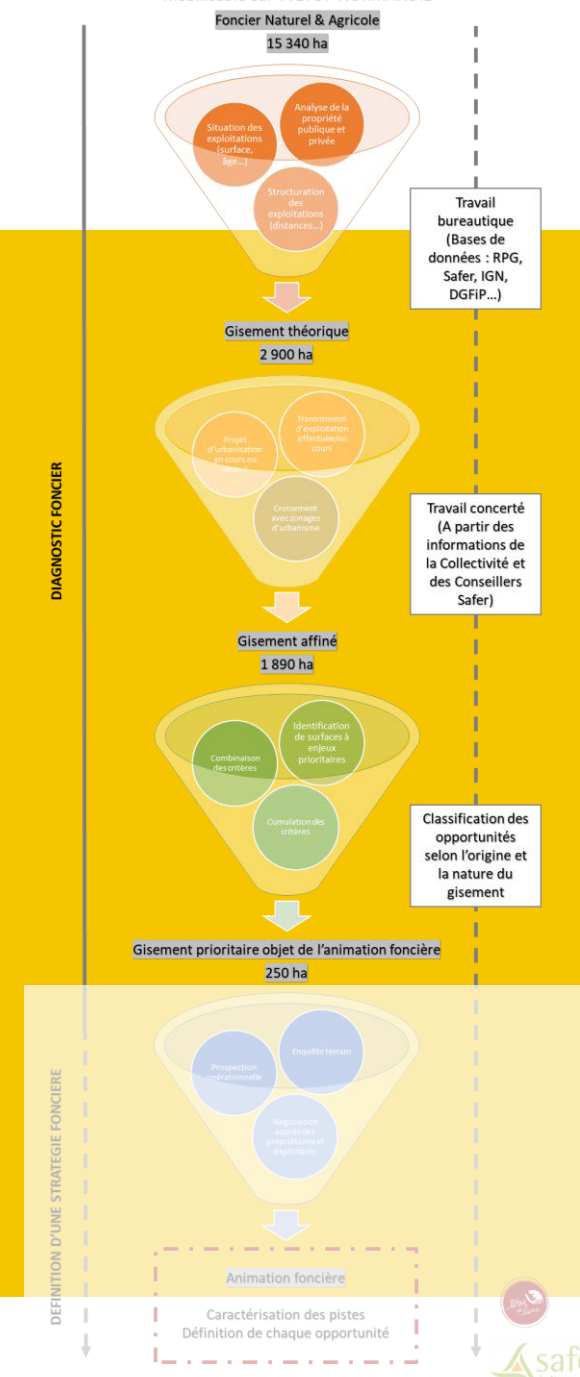 Foncier Naturel & Agricole
15 340 ha
Situation des
exploitations
(surface,
âge...)
Analyse de la
propriété
publique et
privée
Structuration
des
exploitations
(distances...)
Travail
bureautique
(Bases de
données : RPG,
Safer, IGN,
DGFiP...)
Gisement théorique
2 900 ha
Projet
d'urbanisation
en cours ou
Transmission
d'exploitation
effectuée/en
cours
Croisement
avec zonages
d'urbanisme
DIAGNOSTIC FONCIER
Travail concerté
(A partir des
informations de
la Collectivité et
des Conseillers
Safer)
Gisement affiné
1 890 ha
Combinaison
des critères
Identification
de surfaces à
enjeux
prioritaires
Cumulation des
critères
Classification des
opportunités
selon l'origine et
la nature du
gisement
Gisement prioritaire objet de l'animation foncière
250 ha
Prospection
opérationnelle
Enquête terrain
Négociation
auprès des
propriétaires et
exploitants
DEFINITION D'UNE STRATEGIE FONCIERE
Animation foncière
Caractérisation des pistes
Définition de chaque opportunité